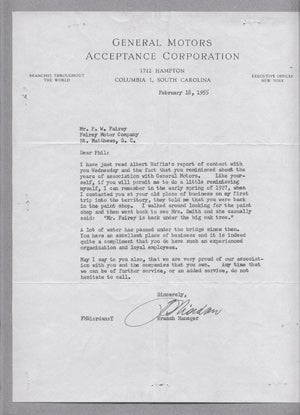 GENERAL MOTORS
ACCEPTANCE CORPORATION
1712 HAMPTON
COLUMBIA 1, SOUTH CAROLINA
BRANCHES THROUGHOUT
THE WORLD
EXECUTIVE OFFICES
NEW YORK
February 18, 1955
Mr. P. W. Fairey
Fairey Motor Company
St. Matthews, S. C.
Dear Phil:
I have just read Albert Ruffin's report of contact with
you Wednesday and the fact that you reminisced about the
years of association with General Motors. Like your-
self, if you will permit me to do a little reminiscing
myself, I can remember in the early spring of 1927, when
I contacted you at your old place of business on my first
trip into the territory, they told me that you were back
in the paint shop. I walked around looking for the paint
shop and then went back to see Mrs. Smith and she casually
said: "Mr. Fairey is back under the big oak tree."
A lot of water has passed under the bridge since then.
You have an excellent place of business and it is indeed
quite a compliment that you do have such an experienced
organization and loyal employees.
May I say to you also, that we are very proud of our associat-
ion with you and the companies that you own. Any time that
we can be of further service, or an added service, do not
hesitate to call.
Sincerely,
Branch Manager